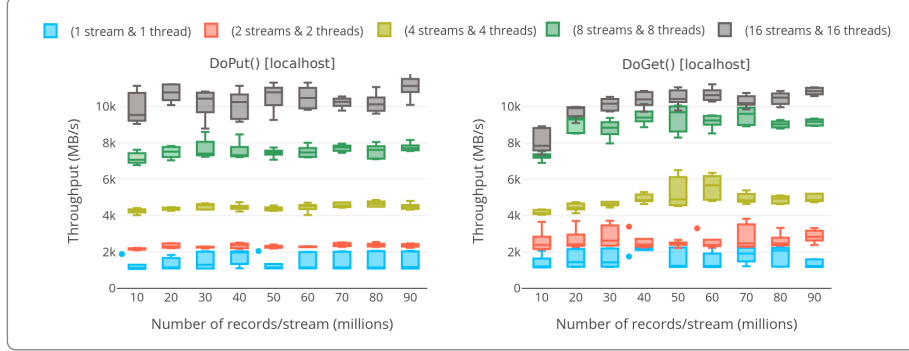 (1 stream & 1 thread) (2 streams & 2 threads) (4 streams & 4 threads) (8 streams & 8 threads) (16 streams & 16 threads)
DoPut() [localhost]
Throughput (MB/s)
10k
8k
6k
4k
2k
0
10 20 30 40 50 60 70 80 90
Number of records/stream (millions)
DoGet() [localhost]
Throughput (MB/s)
10k
8k
6k
4k
2k
0
10 20 30 40 50 60 70 80 90
Number of records/stream (millions)